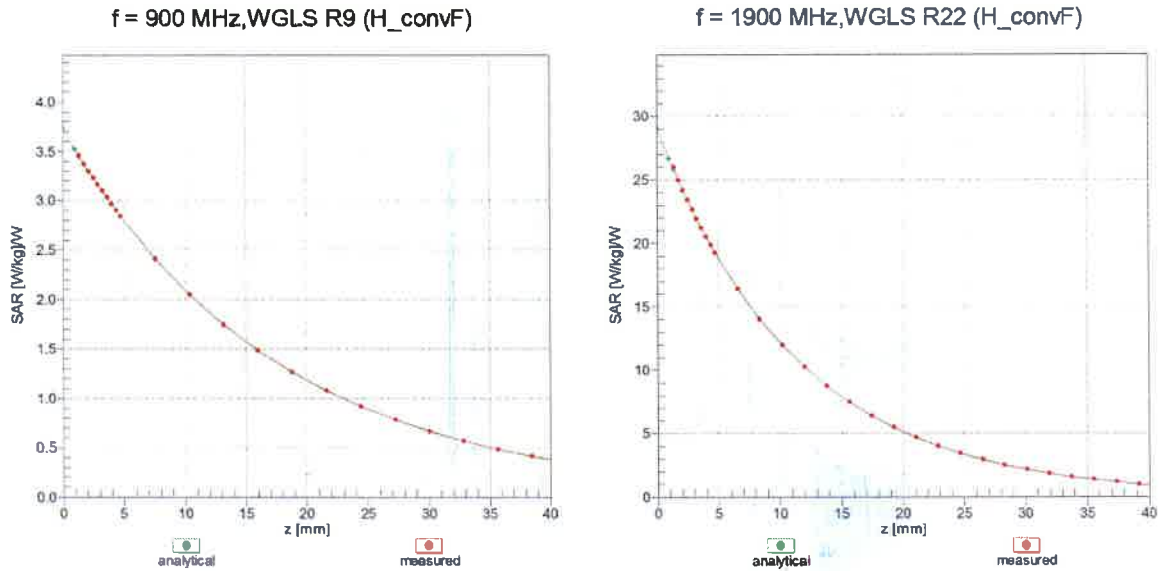 f = 900 MHz,WGLS R9 (H_convF)
SAR [W/kg]/W
4.0
3.5
3.0
2.5
2.0
1.5
1.0
0.5
0.0
0 5 10 15 20 25 30 35 40
z [mm]
analytical measured
f = 1900 MHz,WGLS R22 (H_convF)
SAR [W/kg]/W
30
25
20
15
10
5
0
0 5 10 15 20 25 30 35 40
z [mm]
analytical measured